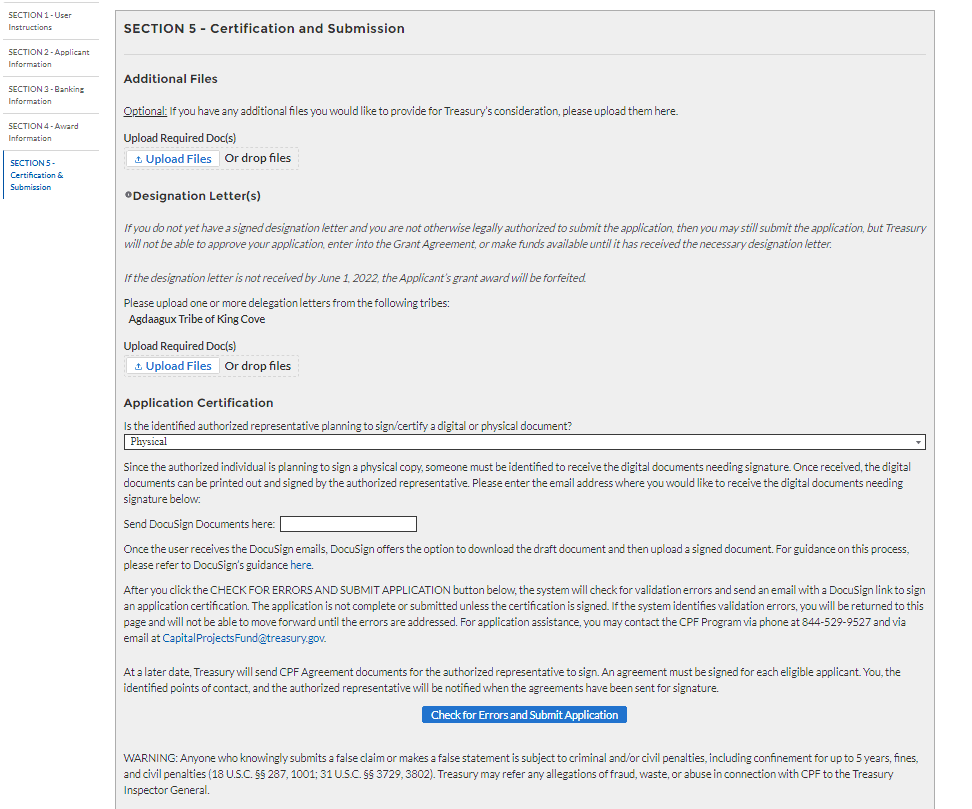 SECTION 1 - User
Instructions
SECTION 2 - Applicant
Information
SECTION 3 - Banking
Information
SECTION 4 - Award
Information
SECTION 5 -
Certification &
Submission
SECTION 5 - Certification and Submission
Additional Files
Optional: If you have any additional files you would like to provide for Treasury's consideration, please upload them here.
Upload Required Doc(s)
Upload Files Or drop files
Designation Letter(s)
If you do not yet have a signed designation letter and you are not otherwise legally authorized to submit the application, then you may still submit the application, but Treasury
will not be able to approve your application, enter into the Grant Agreement, or make funds available until it has received the necessary designation letter.
If the designation letter is not received by June 1, 2022, the Applicant's grant award will be forfeited.
Please upload one or more delegation letters from the following tribes:
Agdaagux Tribe of King Cove
Upload Required Doc(s)
Upload Files Or drop files
Application Certification
Is the identified authorized representative planning to sign/certify a digital or physical document?
Physical
Since the authorized individual is planning to sign a physical copy, someone must be identified to receive the digital documents needing signature. Once received, the digital
documents can be printed out and signed by the authorized representative. Please enter the email address where you would like to receive the digital documents needing
signature below:
Send DocuSign Documents here:
Once the user receives the DocuSign emails, DocuSign offers the option to download the draft document and then upload a signed document. For guidance on this process,
please refer to DocuSign's guidance here.
After you click the CHECK FOR ERRORS AND SUBMIT APPLICATION button below, the system will check for validation errors and send an email with a DocuSign link to sign
an application certification. The application is not complete or submitted unless the certification is signed. If the system identifies validation errors, you will be returned to this
page and will not be able to move forward until the errors are addressed. For application assistance, you may contact the CPF Program via phone at 844-529-9527 and via
email at CapitalProjectsFund@treasury.gov.
At a later date, Treasury will send CPF Agreement documents for the authorized representative to sign. An agreement must be signed for each eligible applicant. You, the
identified points of contact, and the authorized representative will be notified when the agreements have been sent for signature.
Check for Errors and Submit Application
WARNING: Anyone who knowingly submits a false claim or makes a false statement is subject to criminal and/or civil penalties, including confinement for up to 5 years, fines,
and civil penalties (18 U.S.C. §§ 287, 1001; 31 U.S.C. §§ 3729, 3802). Treasury may refer any allegations of fraud, waste, or abuse in connection with CPF to the Treasury
Inspector General.